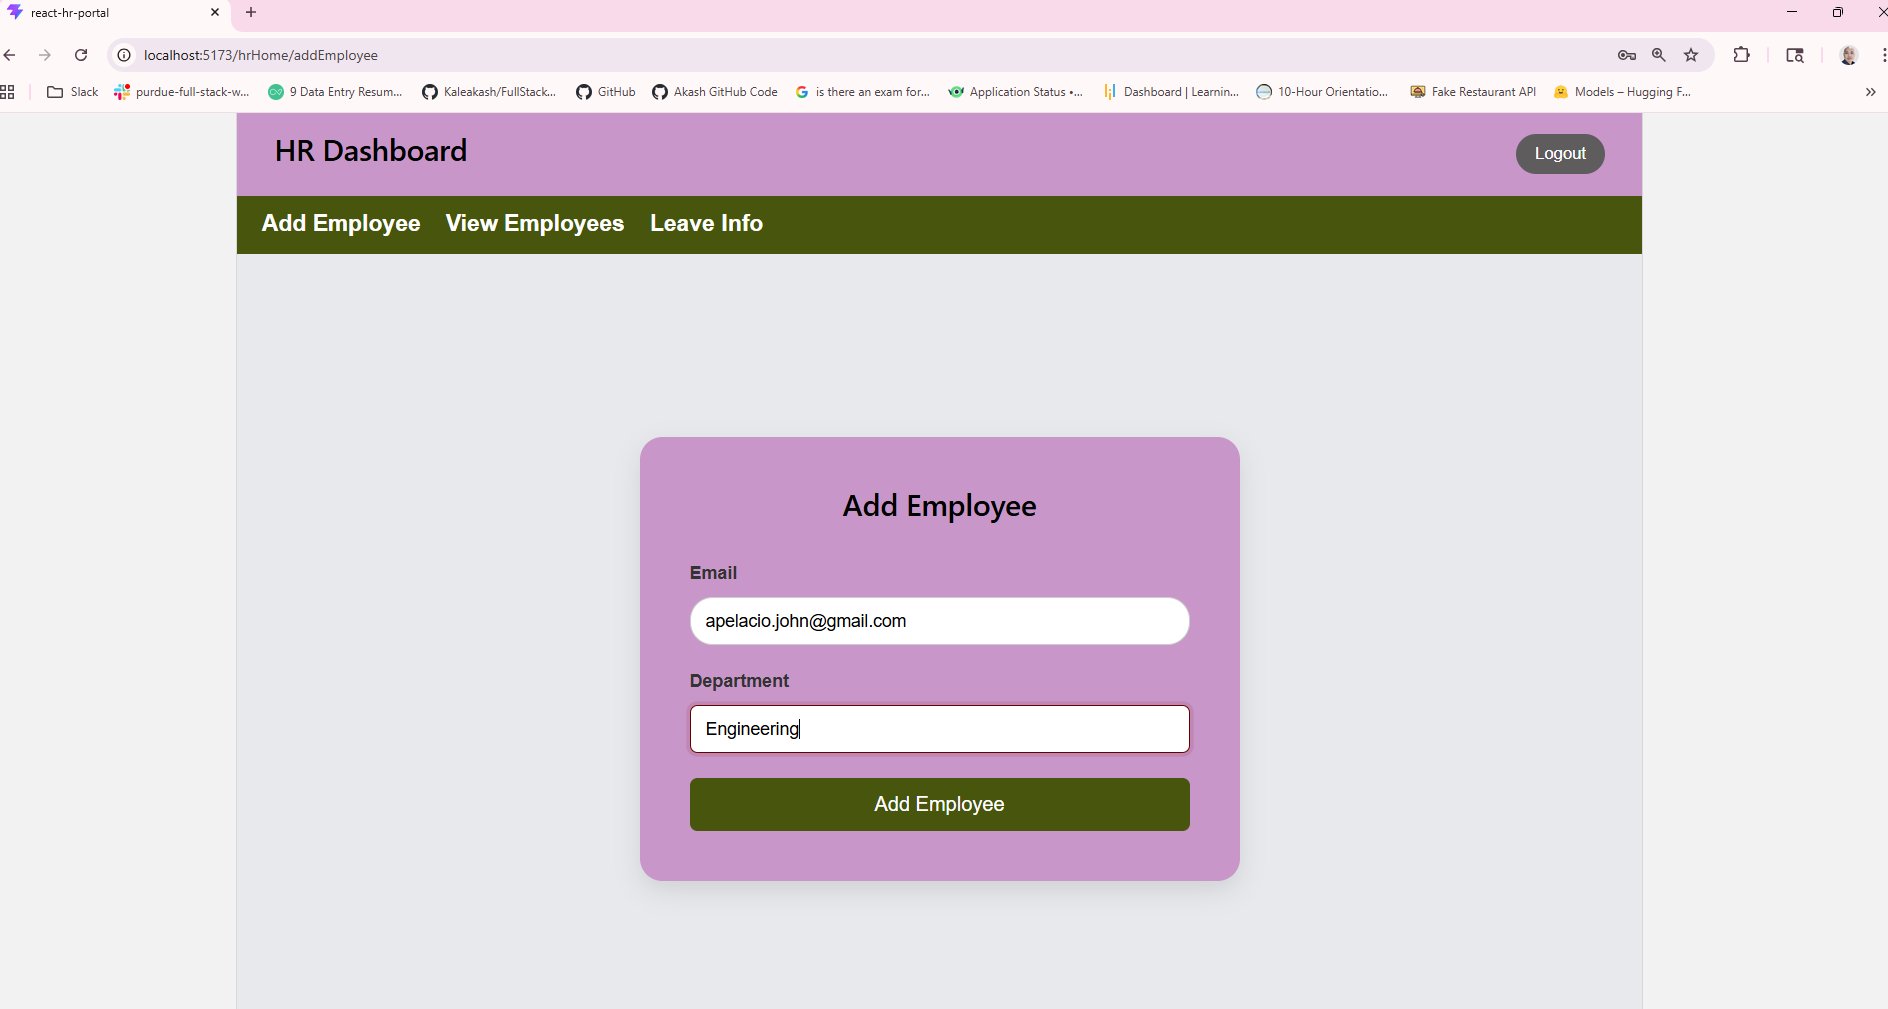 react-hr-portal
localhost:5173/hrHome/addEmployee
Slack purdue-full-stack-w... 9 Data Entry Resum... Kaleakash/FullStack... GitHub Akash GitHub Code is there an exam for... Application Status •... Dashboard | Learnin... 10-Hour Orientatio... Fake Restaurant API Models – Hugging F...
HR Dashboard
Logout
Add Employee View Employees Leave Info
Add Employee
Email
apelacio.john@gmail.com
Department
Engineering
Add Employee